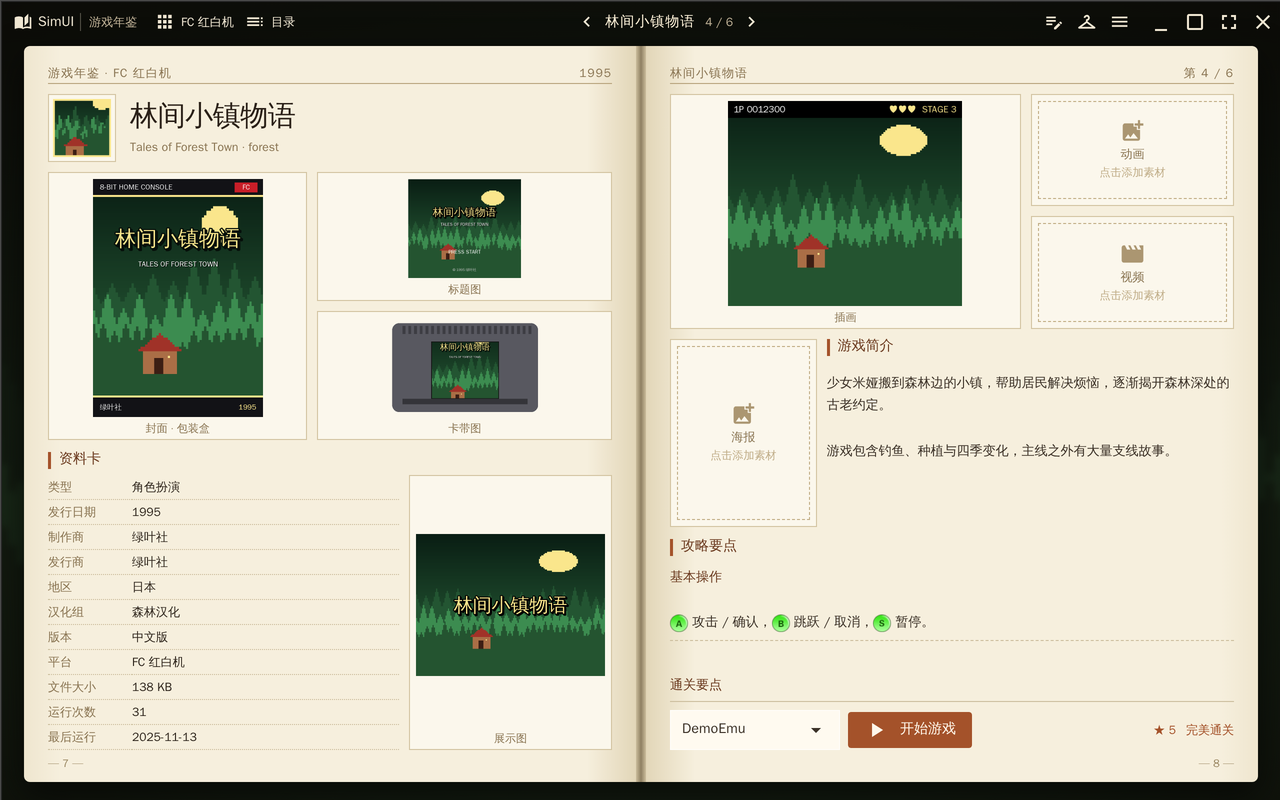 SimUI 游戏年鉴 FC 红白机 目录 林间小镇物语 4 / 6
游戏年鉴 · FC 红白机 1995
林间小镇物语
Tales of Forest Town · forest
8-BIT HOME CONSOLE FC
林间小镇物语
TALES OF FOREST TOWN
绿叶社 1995
封面 · 包装盒
林间小镇物语
TALES OF FOREST TOWN
PRESS START
标题图
林间小镇物语
TALES OF FOREST TOWN
卡带图
资料卡
类型 角色扮演
发行日期 1995
制作商 绿叶社
发行商 绿叶社
地区 日本
汉化组 森林汉化
版本 中文版
平台 FC 红白机
文件大小 138 KB
运行次数 31
最后运行 2025-11-13
林间小镇物语
展示图
— 7 —
林间小镇物语 第 4 / 6
1P 0012300 ♥♥♥ STAGE 3
插画
动画
点击添加素材
视频
点击添加素材
海报
点击添加素材
游戏简介
少女米娅搬到森林边的小镇，帮助居民解决烦恼，逐渐揭开森林深处的
古老约定。
游戏包含钓鱼、种植与四季变化，主线之外有大量支线故事。
攻略要点
基本操作
A 攻击 / 确认，B 跳跃 / 取消，S 暂停。
通关要点
DemoEmu 开始游戏 ★ 5 完美通关
— 8 —